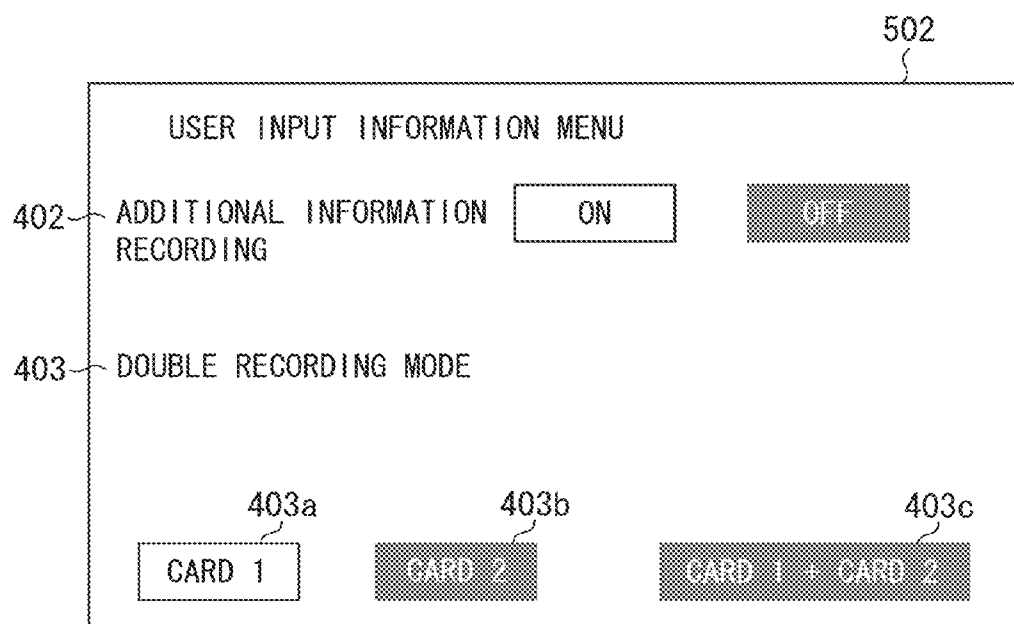 502
USER INPUT INFORMATION MENU
402 ADDITIONAL INFORMATION ON OFF
RECORDING
403 DOUBLE RECORDING MODE
403a 403b 403c
CARD 1 CARD 2 CARD 1 + CARD 2